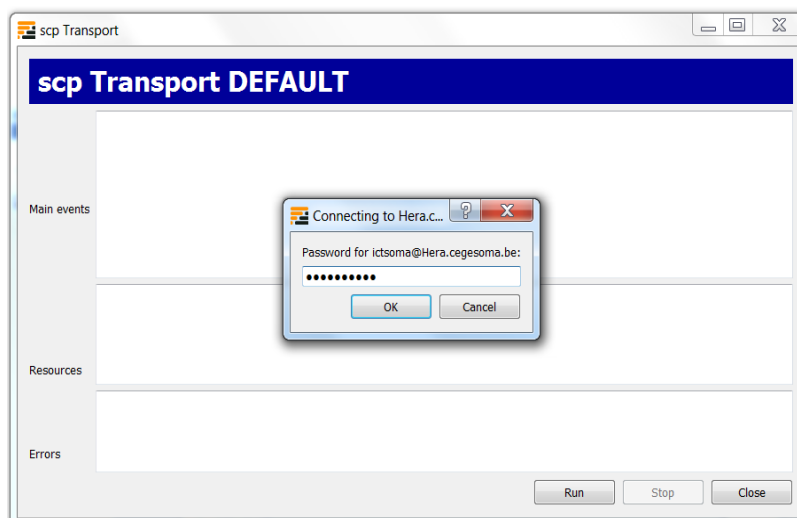 scp Transport
scp Transport DEFAULT
Main events
Connecting to Hera.c...
Password for ictsoma@Hera.cegesoma.be:
●●●●●●●●●●
OK Cancel
Resources
Errors
Run Stop Close